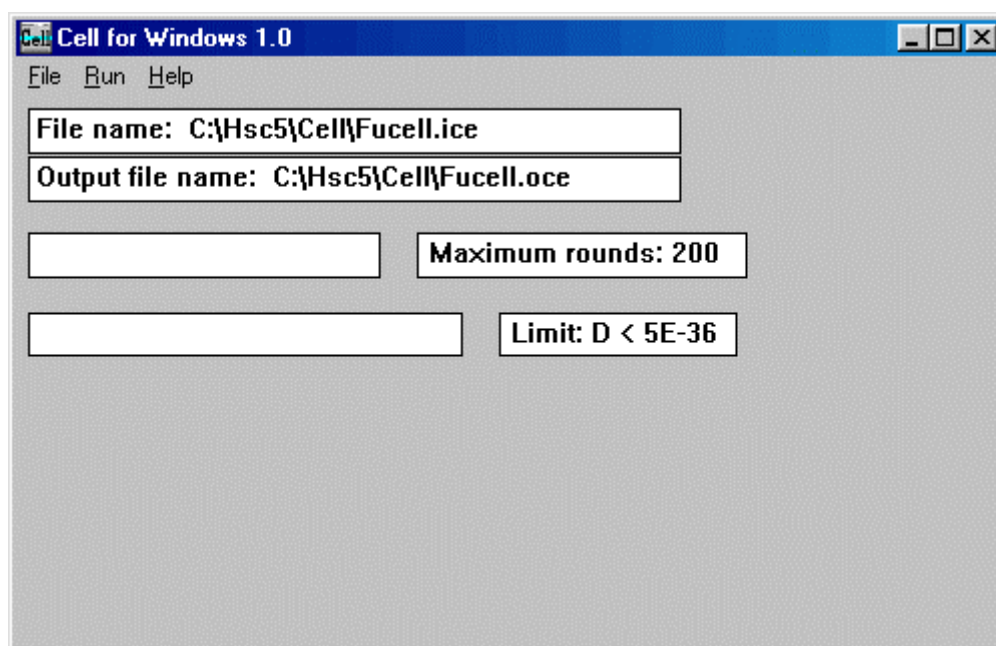 Cell Cell for Windows 1.0
File Run Help
File name: C:\Hsc5\Cell\Fucell.ice
Output file name: C:\Hsc5\Cell\Fucell.oce
Maximum rounds: 200
Limit: D < 5E-36